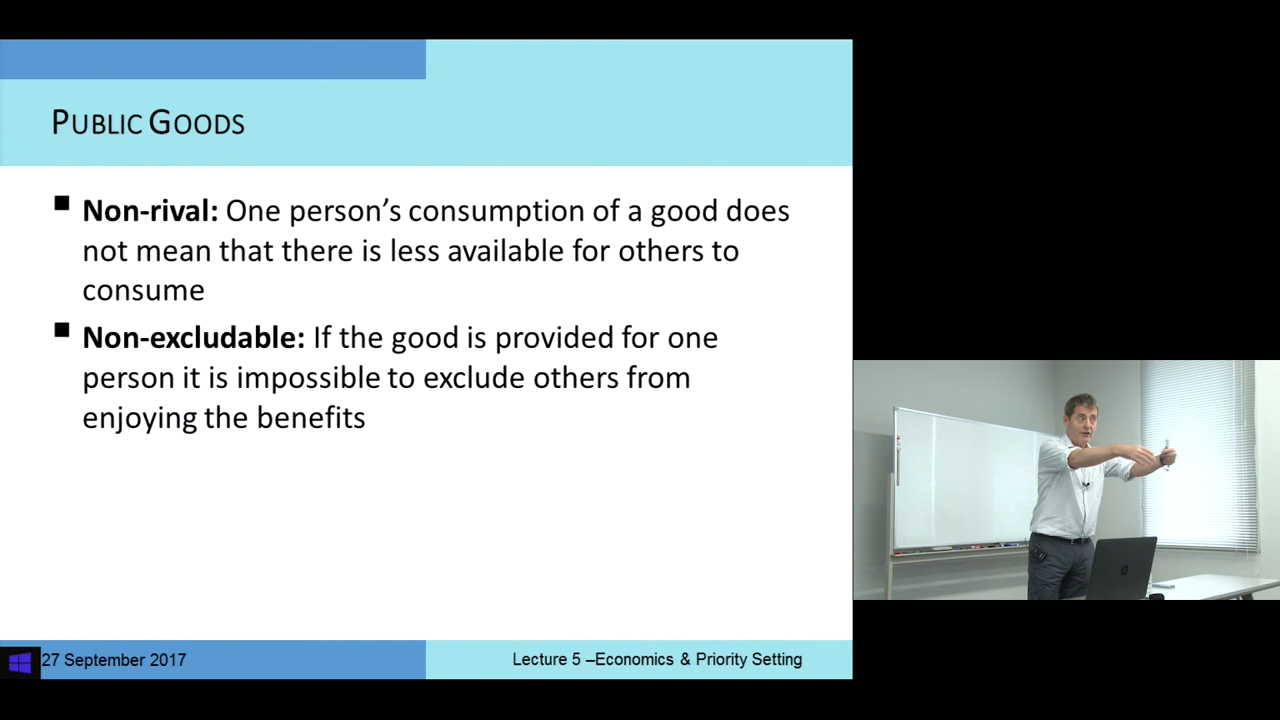 PUBLIC GOODS
Non-rival: One person’s consumption of a good does
not mean that there is less available for others to
consume
Non-excludable: If the good is provided for one
person it is impossible to exclude others from
enjoying the benefits
27 September 2017
Lecture 5 –Economics & Priority Setting